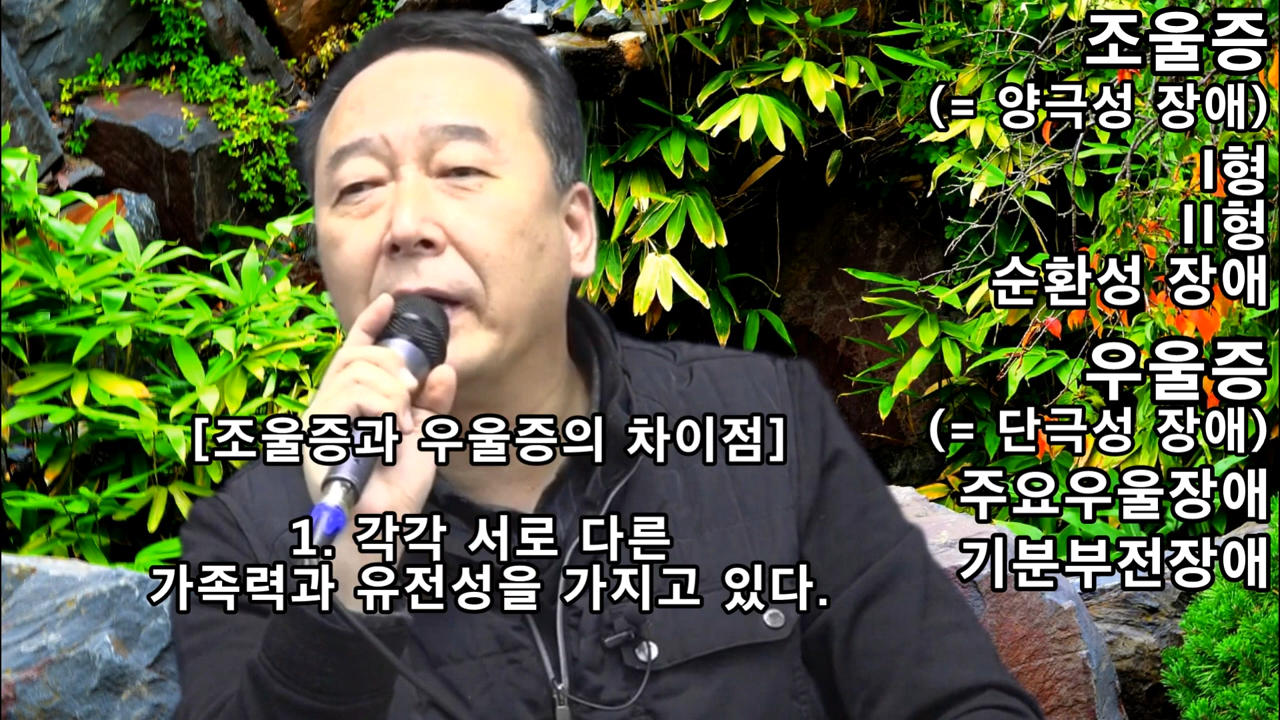 조울증
(= 양극성 장애)
I형
II형
순환성 장애
우울증
(= 단극성 장애)
주요우울장애
기분부전장애
[조울증과 우울증의 차이점]
1. 각각 서로 다른
가족력과 유전성을 가지고 있다.